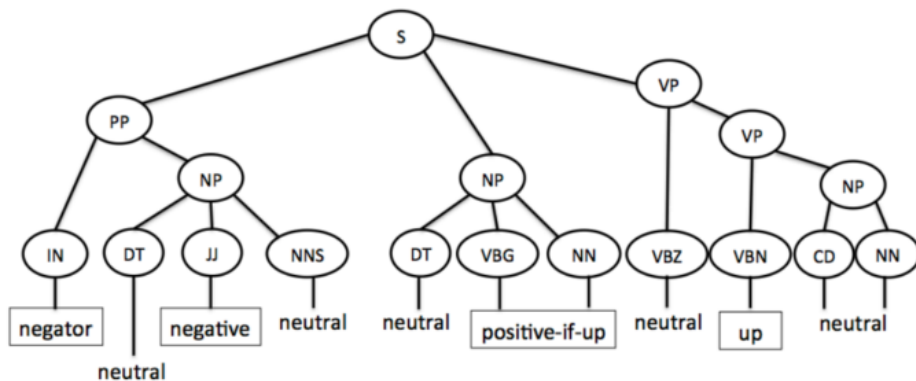 S
VP
PP
VP
NP
NP
NP
IN
DT
JJ
NNS
DT
VBG
NN
VBZ
VBN
CD
NN
negator
negative
neutral
neutral
positive-if-up
neutral
up
neutral
neutral